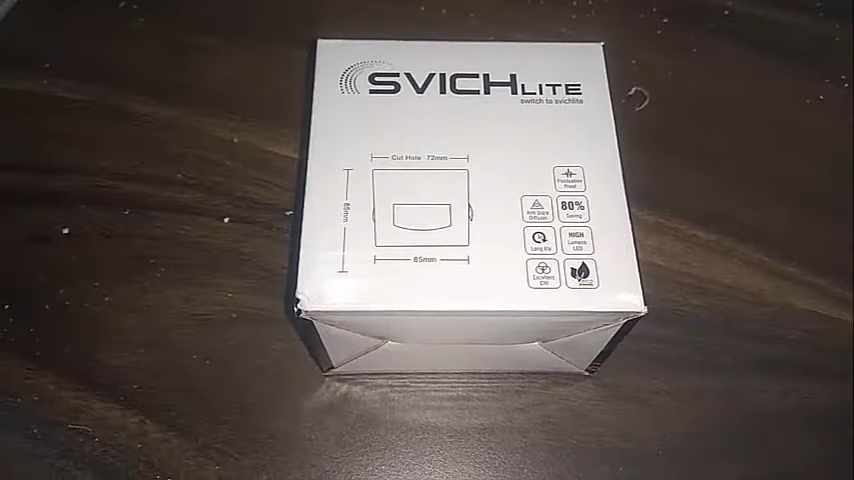 SVICHLITE
switch to svichlite
Cut Hole : 72mm
85mm
85mm
Fluctuation
Proof
Anti Glare
Diffuser
80%
Saving
Long life
HIGH
Lumens
LED
Excellent
CRI
eco